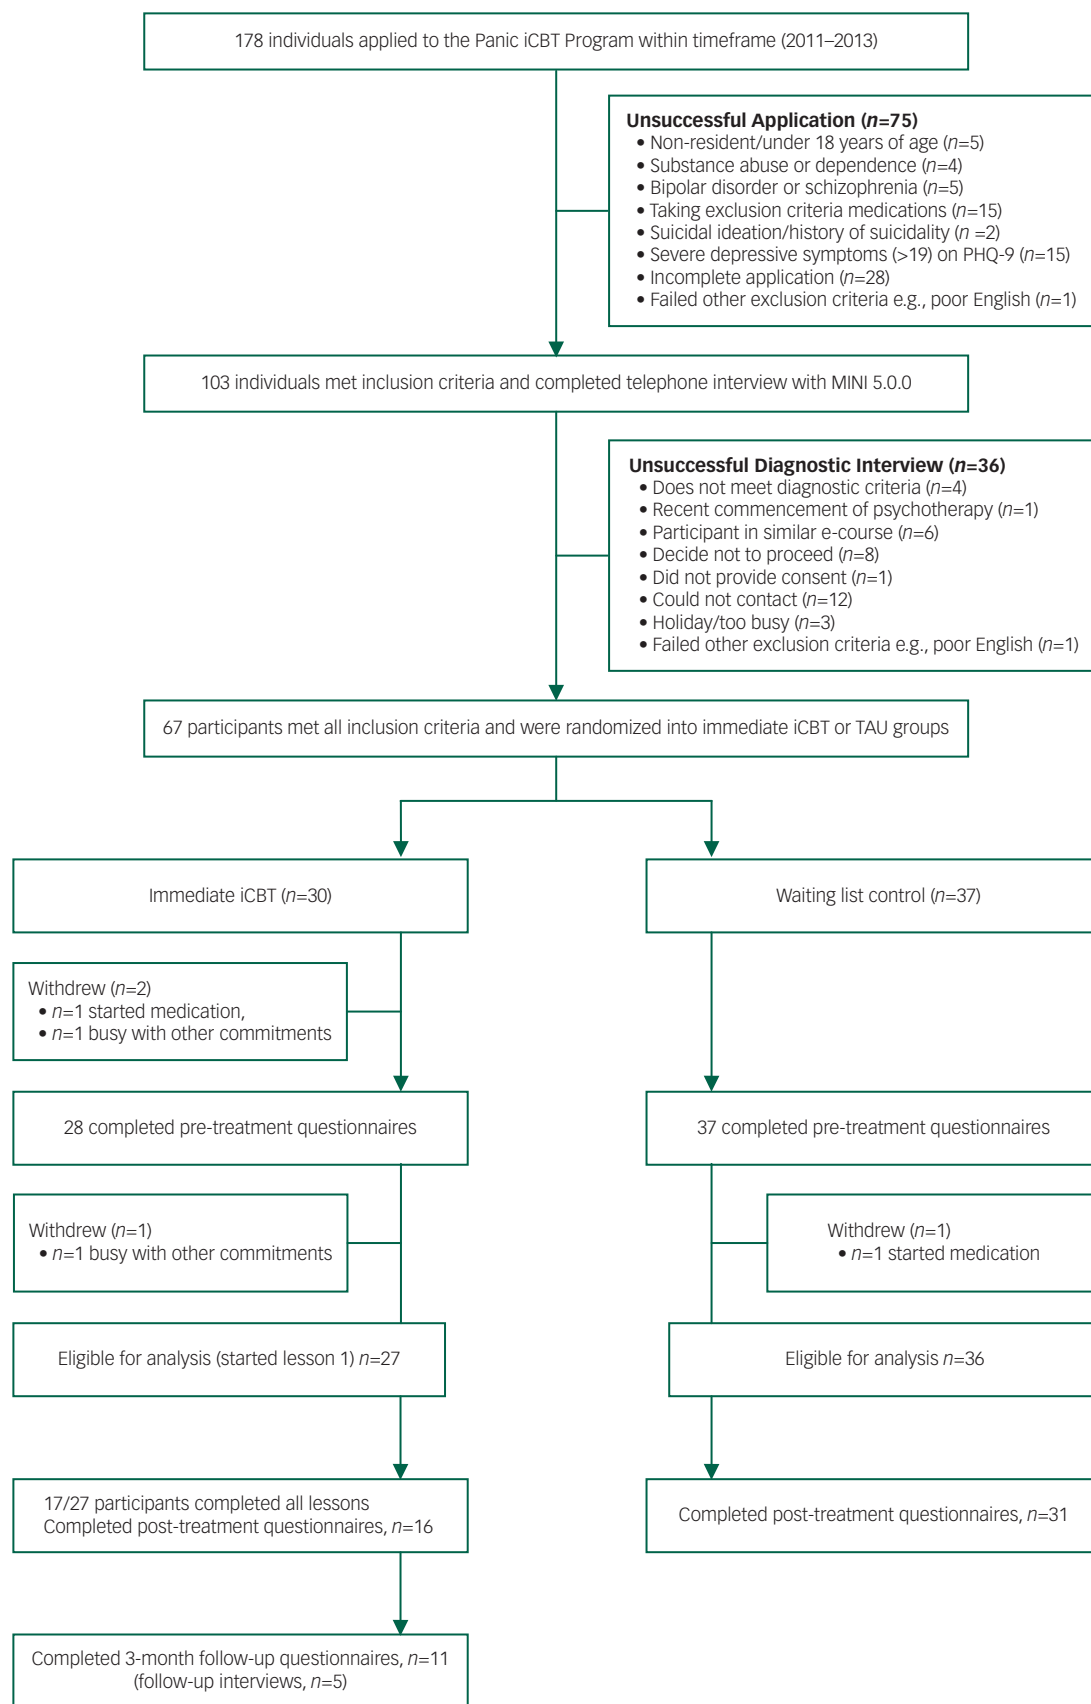 178 individuals applied to the Panic iCBT Program within timeframe (2011–2013)
Unsuccessful Application (n=75)
• Non-resident/under 18 years of age (n=5)
• Substance abuse or dependence (n=4)
• Bipolar disorder or schizophrenia (n=5)
• Taking exclusion criteria medications (n=15)
• Suicidal ideation/history of suicidality (n =2)
• Severe depressive symptoms (>19) on PHQ-9 (n=15)
• Incomplete application (n=28)
• Failed other exclusion criteria e.g., poor English (n=1)
103 individuals met inclusion criteria and completed telephone interview with MINI 5.0.0
Unsuccessful Diagnostic Interview (n=36)
• Does not meet diagnostic criteria (n=4)
• Recent commencement of psychotherapy (n=1)
• Participant in similar e-course (n=6)
• Decide not to proceed (n=8)
• Did not provide consent (n=1)
• Could not contact (n=12)
• Holiday/too busy (n=3)
• Failed other exclusion criteria e.g., poor English (n=1)
67 participants met all inclusion criteria and were randomized into immediate iCBT or TAU groups
Immediate iCBT (n=30)
Waiting list control (n=37)
Withdrew (n=2)
• n=1 started medication,
• n=1 busy with other commitments
28 completed pre-treatment questionnaires
37 completed pre-treatment questionnaires
Withdrew (n=1)
• n=1 busy with other commitments
Withdrew (n=1)
• n=1 started medication
Eligible for analysis (started lesson 1) n=27
Eligible for analysis n=36
17/27 participants completed all lessons
Completed post-treatment questionnaires, n=16
Completed post-treatment questionnaires, n=31
Completed 3-month follow-up questionnaires, n=11
(follow-up interviews, n=5)